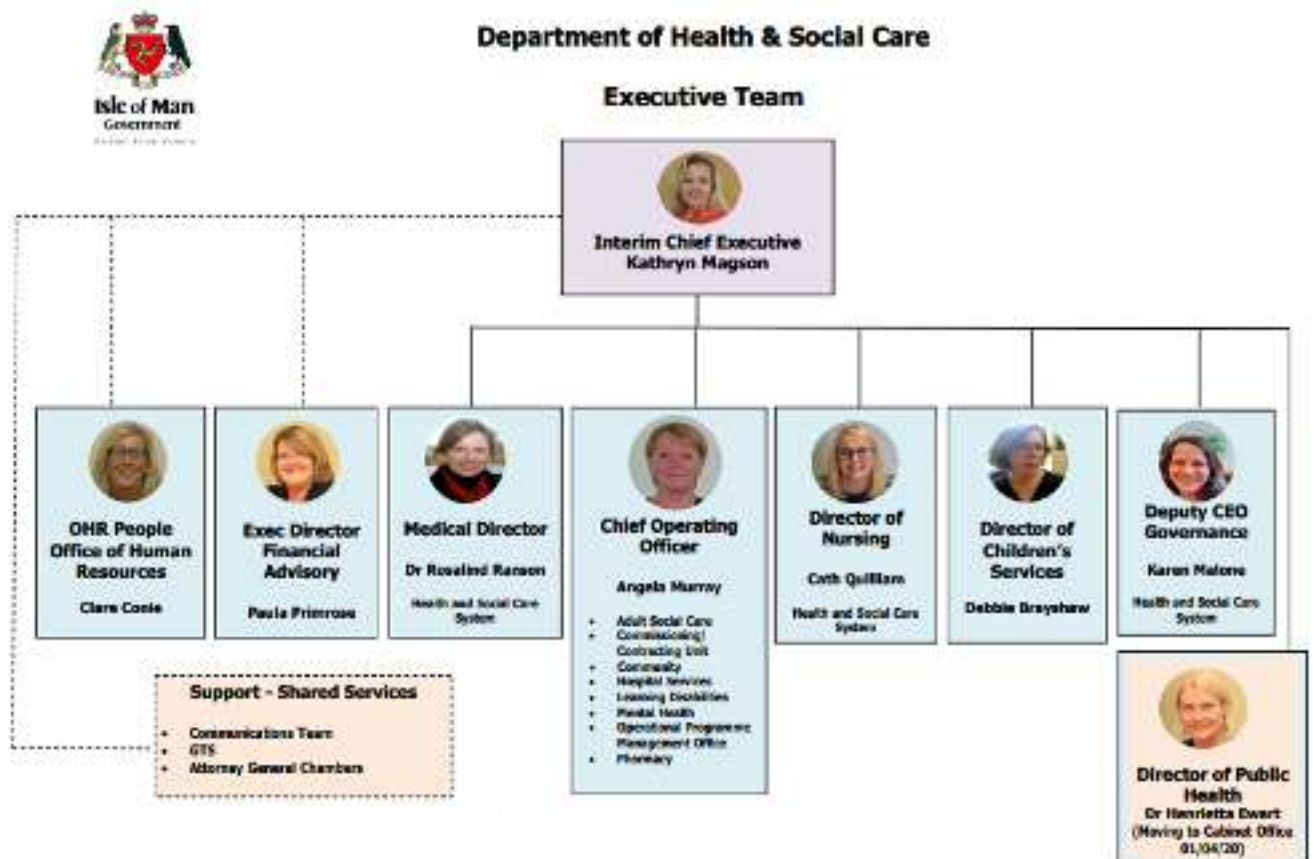 Department of Health & Social Care
Isle of Man
Government
Executive Team
Interim Chief Executive
Kathryn Magson
OHR People
Office of Human
Resources
Clare Conie
Exec Director
Financial
Advisory
Paula Primrose
Medical Director
Dr Rosalind Ranson
Health and Social Care
System
Chief Operating
Officer
Angela Murray
• Adult Social Care
• Commissioning/
Contracting Unit
• Community
• Hospital Services
• Learning Disabilities
• Mental Health
• Operational Programme
Management Office
• Pharmacy
Director of
Nursing
Cath Quilliam
Health and Social Care
System
Director of
Children's
Services
Debbie Brayshaw
Deputy CEO
Governance
Karen Malone
Health and Social Care
System
Support - Shared Services
• Communications Team
• GTS
• Attorney General Chambers
Director of Public
Health
Dr Henrietta Ewart
(Moving to Cabinet Office
01/04/20)